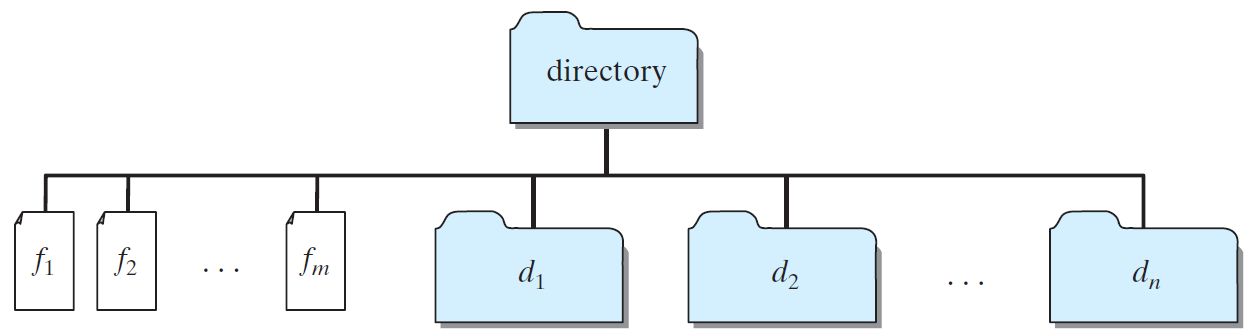 directory
f1 f2 ... fm d1 d2 ... dn